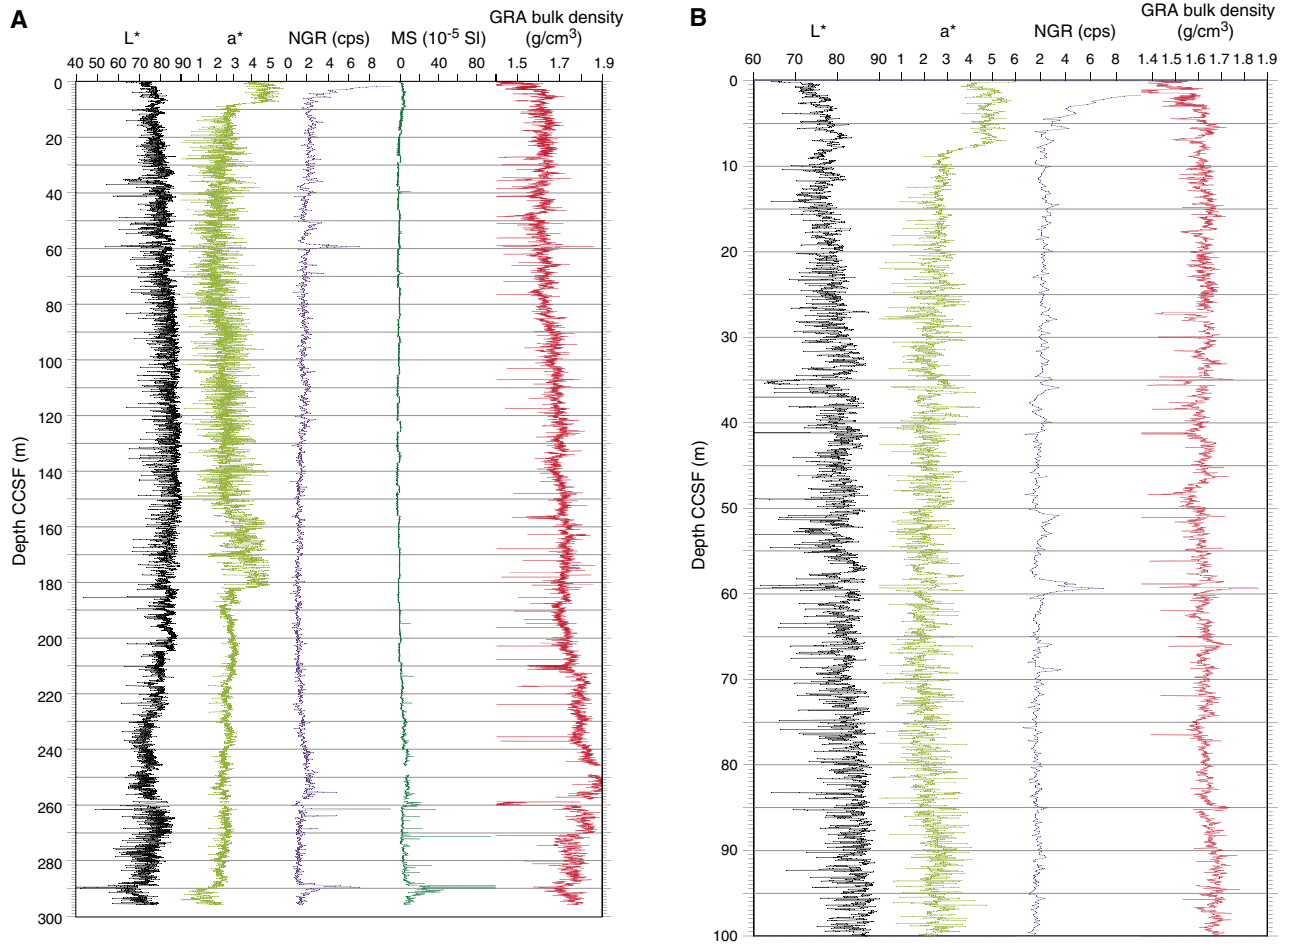 A
L*
a*
NGR (cps)
MS (10-5 SI)
GRA bulk density
(g/cm3)
40 50 60 70 80 90 1 2 3 4 5 0 2 4 6 8 0 40 80 1.5 1.7 1.9
0
20
40
60
80
100
120
140
160
180
200
220
240
260
280
300
Depth CCSF (m)
B
L*
a*
NGR (cps)
GRA bulk density
(g/cm3)
60 70 80 90 1 2 3 4 5 6 2 4 6 8 1.4 1.5 1.6 1.7 1.8 1.9
0
10
20
30
40
50
60
70
80
90
100
Depth CCSF (m)